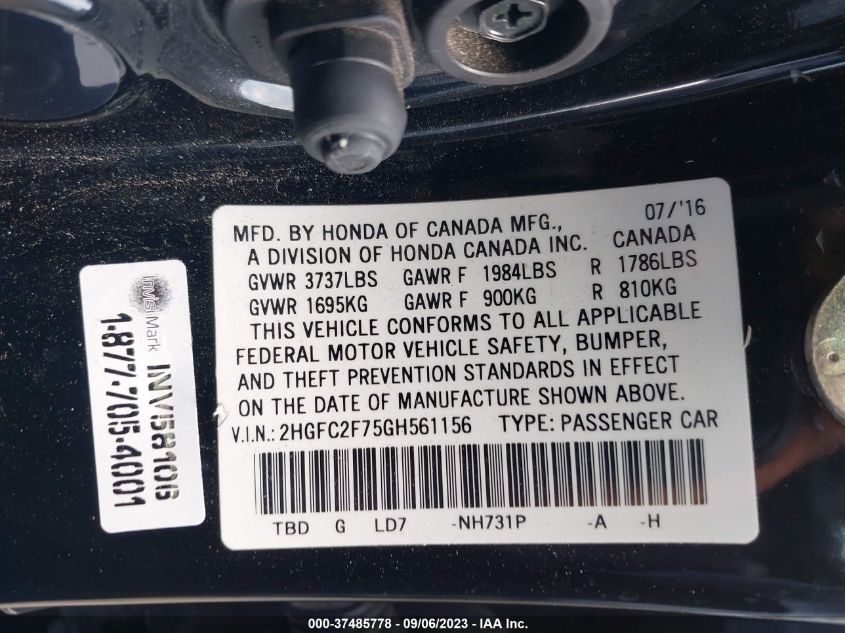 07/'16
MFD. BY HONDA OF CANADA MFG.,
A DIVISION OF HONDA CANADA INC. CANADA
GVWR 3737LBS GAWR F 1984LBS R 1786LBS
GVWR 1695KG GAWR F 900KG R 810KG
THIS VEHICLE CONFORMS TO ALL APPLICABLE
FEDERAL MOTOR VEHICLE SAFETY, BUMPER,
AND THEFT PREVENTION STANDARDS IN EFFECT
ON THE DATE OF MANUFACTURE SHOWN ABOVE.
V.I.N.: 2HGFC2F75GH561156 TYPE: PASSENGER CAR
TBD G LD7 -NH731P -A -H
InvisiMark INV58106
1-877-705-4001
000-37485778 - 09/06/2023 - IAA Inc.